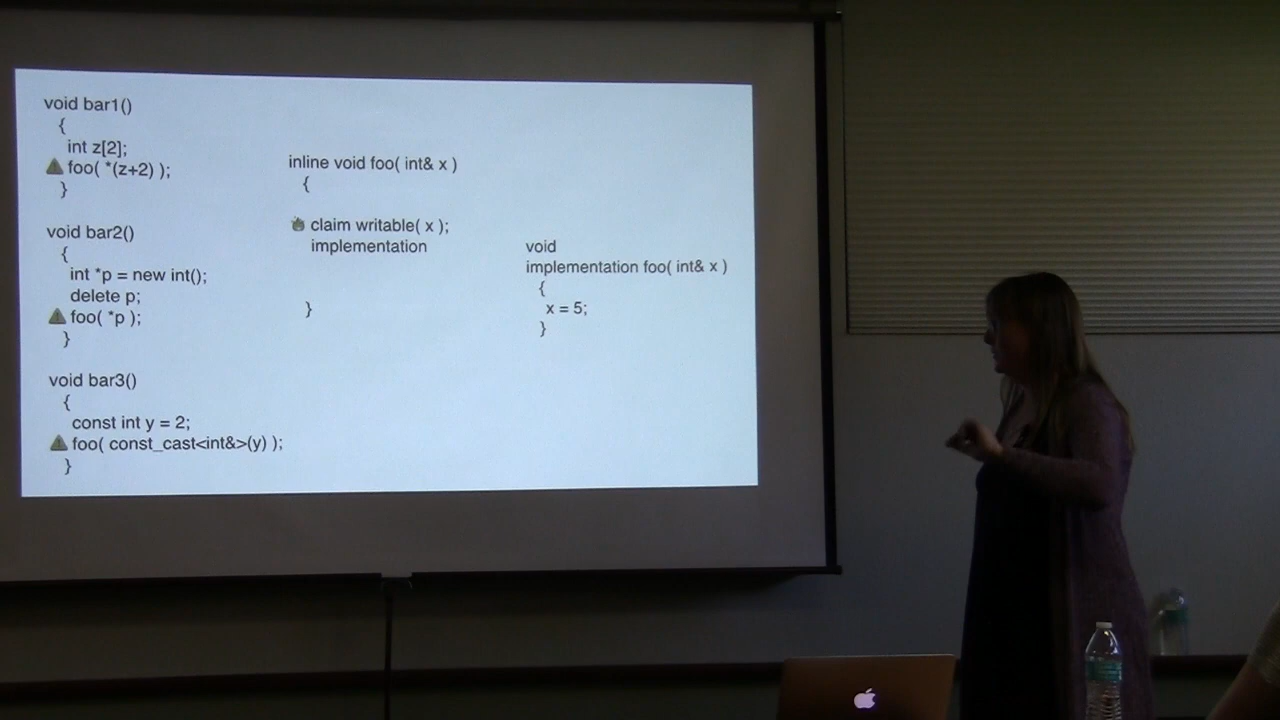 void bar1()
{
int z[2];
foo( *(z+2) );
}
void bar2()
{
int *p = new int();
delete p;
foo( *p );
}
void bar3()
{
const int y = 2;
foo( const_cast<int&>(y) );
}
inline void foo( int& x )
{
claim writable( x );
implementation
}
void
implementation foo( int& x )
{
x = 5;
}